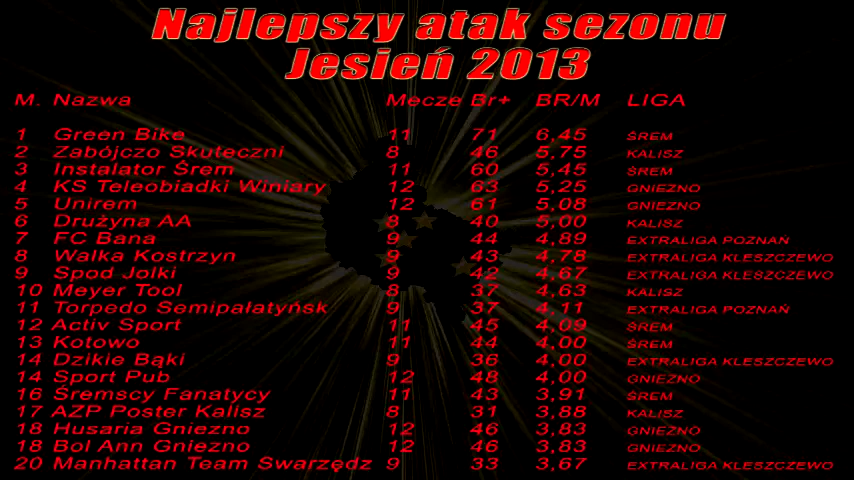 Najlepszy atak sezonu
Jesień 2013
M. Nazwa Mecze Br+ BR/M LIGA
1 Green Bike 11 71 6,45 ŚREM
2 Zabójczo Skuteczni 8 46 5,75 KALISZ
3 Instalator Śrem 11 60 5,45 ŚREM
4 KS Teleobiadki Winiary 12 63 5,25 GNIEZNO
5 Unirem 12 61 5,08 GNIEZNO
6 Drużyna AA 8 40 5,00 KALISZ
7 FC Bana 9 44 4,89 EXTRALIGA POZNAŃ
8 Walka Kostrzyn 9 43 4,78 EXTRALIGA KLESZCZEWO
9 Spod Jolki 9 42 4,67 EXTRALIGA KLESZCZEWO
10 Meyer Tool 8 37 4,63 KALISZ
11 Torpedo Semipałatyńsk 9 37 4,11 EXTRALIGA POZNAŃ
12 Activ Sport 11 45 4,09 ŚREM
13 Kotowo 11 44 4,00 ŚREM
14 Dzikie Bąki 9 36 4,00 EXTRALIGA KLESZCZEWO
14 Sport Pub 12 48 4,00 GNIEZNO
16 Śremscy Fanatycy 11 43 3,91 ŚREM
17 AZP Poster Kalisz 8 31 3,88 KALISZ
18 Husaria Gniezno 12 46 3,83 GNIEZNO
18 Bol Ann Gniezno 12 46 3,83 GNIEZNO
20 Manhattan Team Swarzędz 9 33 3,67 EXTRALIGA KLESZCZEWO